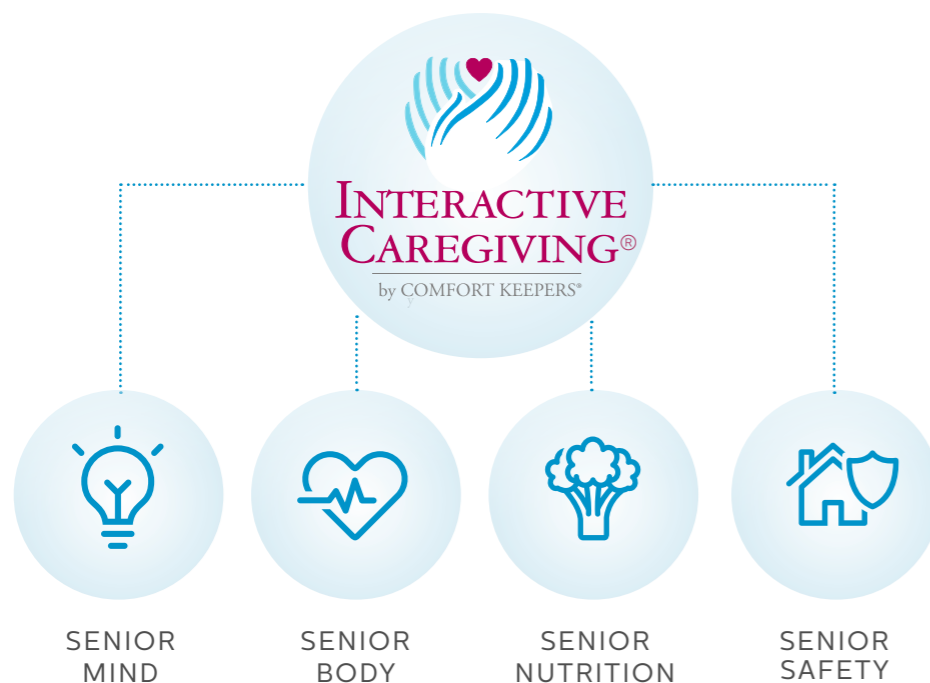 INTERACTIVE
CAREGIVING®
by COMFORT KEEPERS®
SENIOR
MIND
SENIOR
BODY
SENIOR
NUTRITION
SENIOR
SAFETY